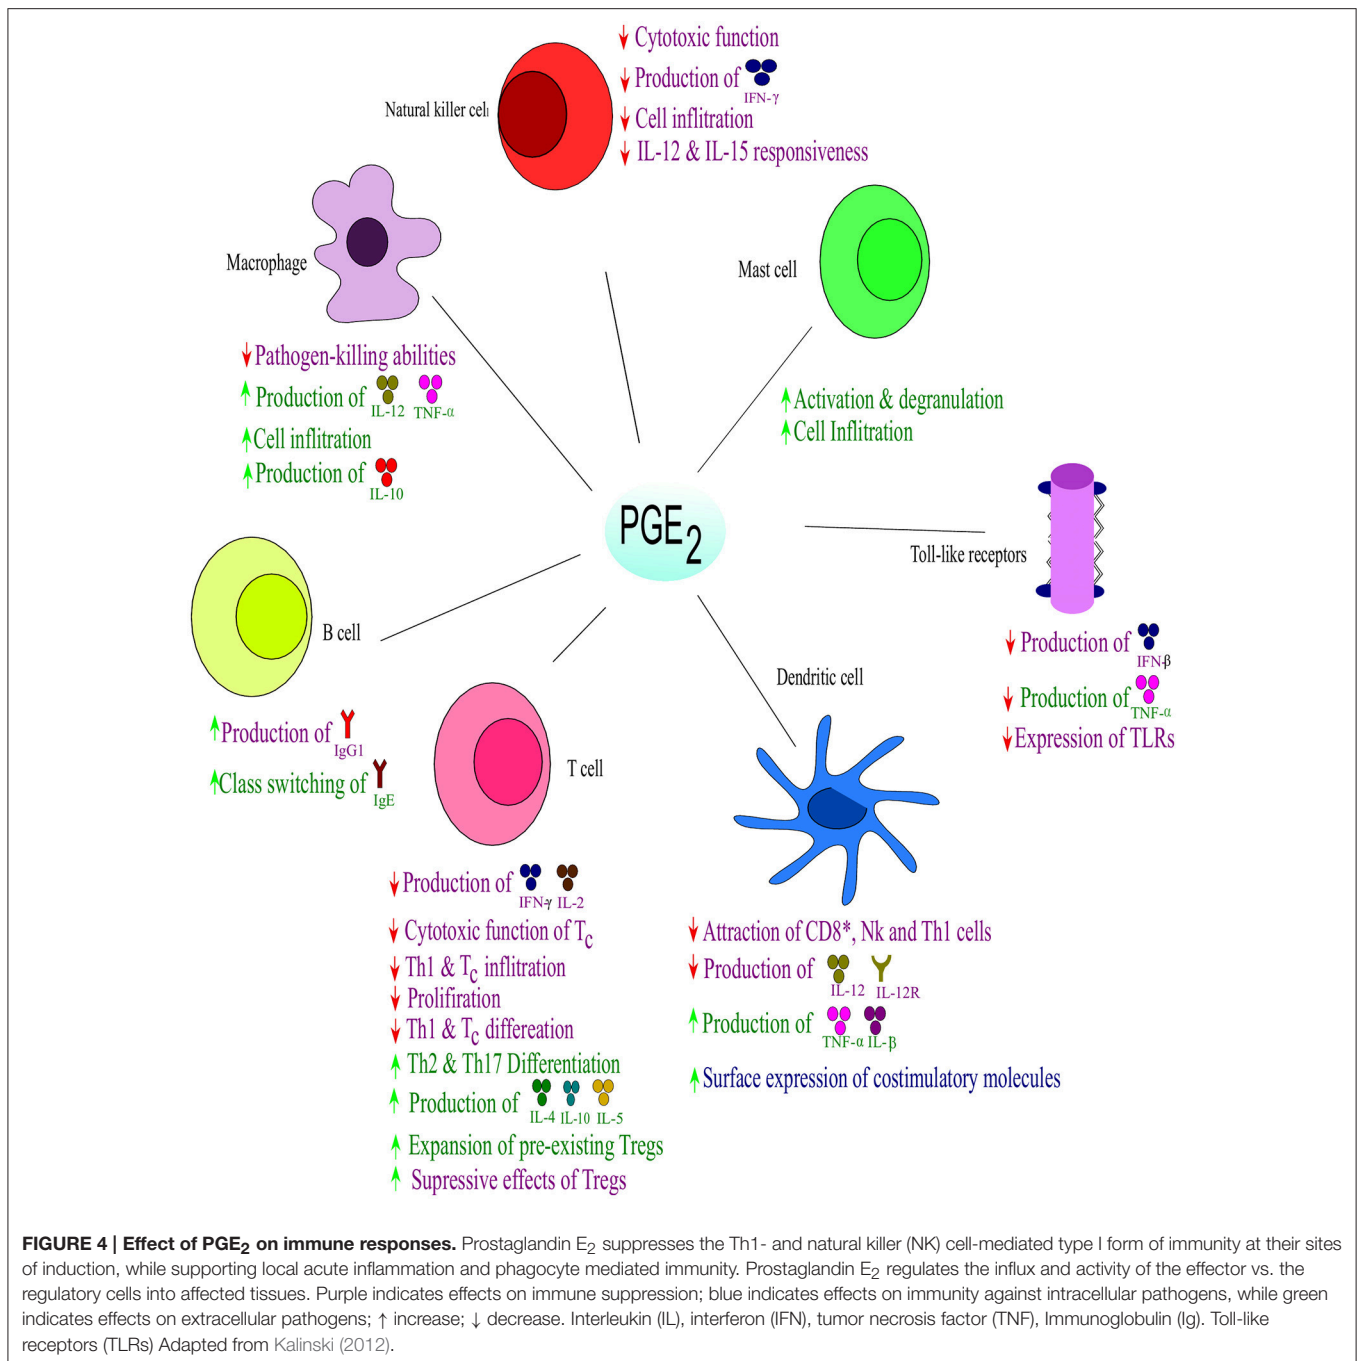 Natural killer cell
↓ Cytotoxic function
↓ Production of IFN-γ
↓ Cell inflitration
↓ IL-12 & IL-15 responsiveness
Macrophage
↓ Pathogen-killing abilities
↑ Production of IL-12 TNF-α
↑ Cell inflitration
↑ Production of IL-10
Mast cell
↑ Activation & degranulation
↑ Cell Inflitration
PGE2
Toll-like receptors
↓ Production of IFN-β
↓ Production of TNF-α
↓ Expression of TLRs
B cell
↑ Production of IgG1
↑ Class switching of IgE
T cell
↓ Production of IFN-γ IL-2
↓ Cytotoxic function of Tc
↓ Th1 & Tc inflitration
↓ Prolifiration
↓ Th1 & Tc differeation
↑ Th2 & Th17 Differentiation
↑ Production of IL-4 IL-10 IL-5
↑ Expansion of pre-existing Tregs
↑ Supressive effects of Tregs
Dendritic cell
↓ Attraction of CD8*, Nk and Th1 cells
↓ Production of IL-12 IL-12R
↑ Production of TNF-α IL-β
↑ Surface expression of costimulatory molecules
FIGURE 4 | Effect of PGE2 on immune responses. Prostaglandin E2 suppresses the Th1- and natural killer (NK) cell-mediated type I form of immunity at their sites
of induction, while supporting local acute inflammation and phagocyte mediated immunity. Prostaglandin E2 regulates the influx and activity of the effector vs. the
regulatory cells into affected tissues. Purple indicates effects on immune suppression; blue indicates effects on immunity against intracellular pathogens, while green
indicates effects on extracellular pathogens; ↑ increase; ↓ decrease. Interleukin (IL), interferon (IFN), tumor necrosis factor (TNF), Immunoglobulin (Ig). Toll-like
receptors (TLRs) Adapted from Kalinski (2012).